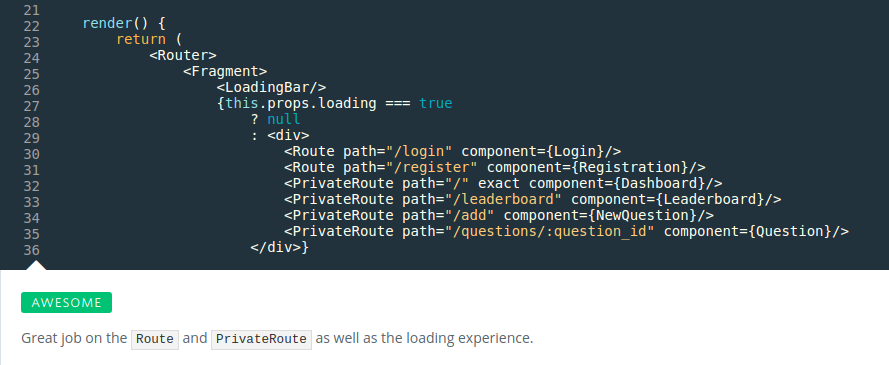 21
22 render() {
23 return (
24 <Router>
25 <Fragment>
26 <LoadingBar/>
27 {this.props.loading === true
28 ? null
29 : <div>
30 <Route path="/login" component={Login}/>
31 <Route path="/register" component={Registration}/>
32 <PrivateRoute path="/" exact component={Dashboard}/>
33 <PrivateRoute path="/leaderboard" component={Leaderboard}/>
34 <PrivateRoute path="/add" component={NewQuestion}/>
35 <PrivateRoute path="/questions/:question_id" component={Question}/>
36 </div>}
AWESOME
Great job on the Route and PrivateRoute as well as the loading experience.